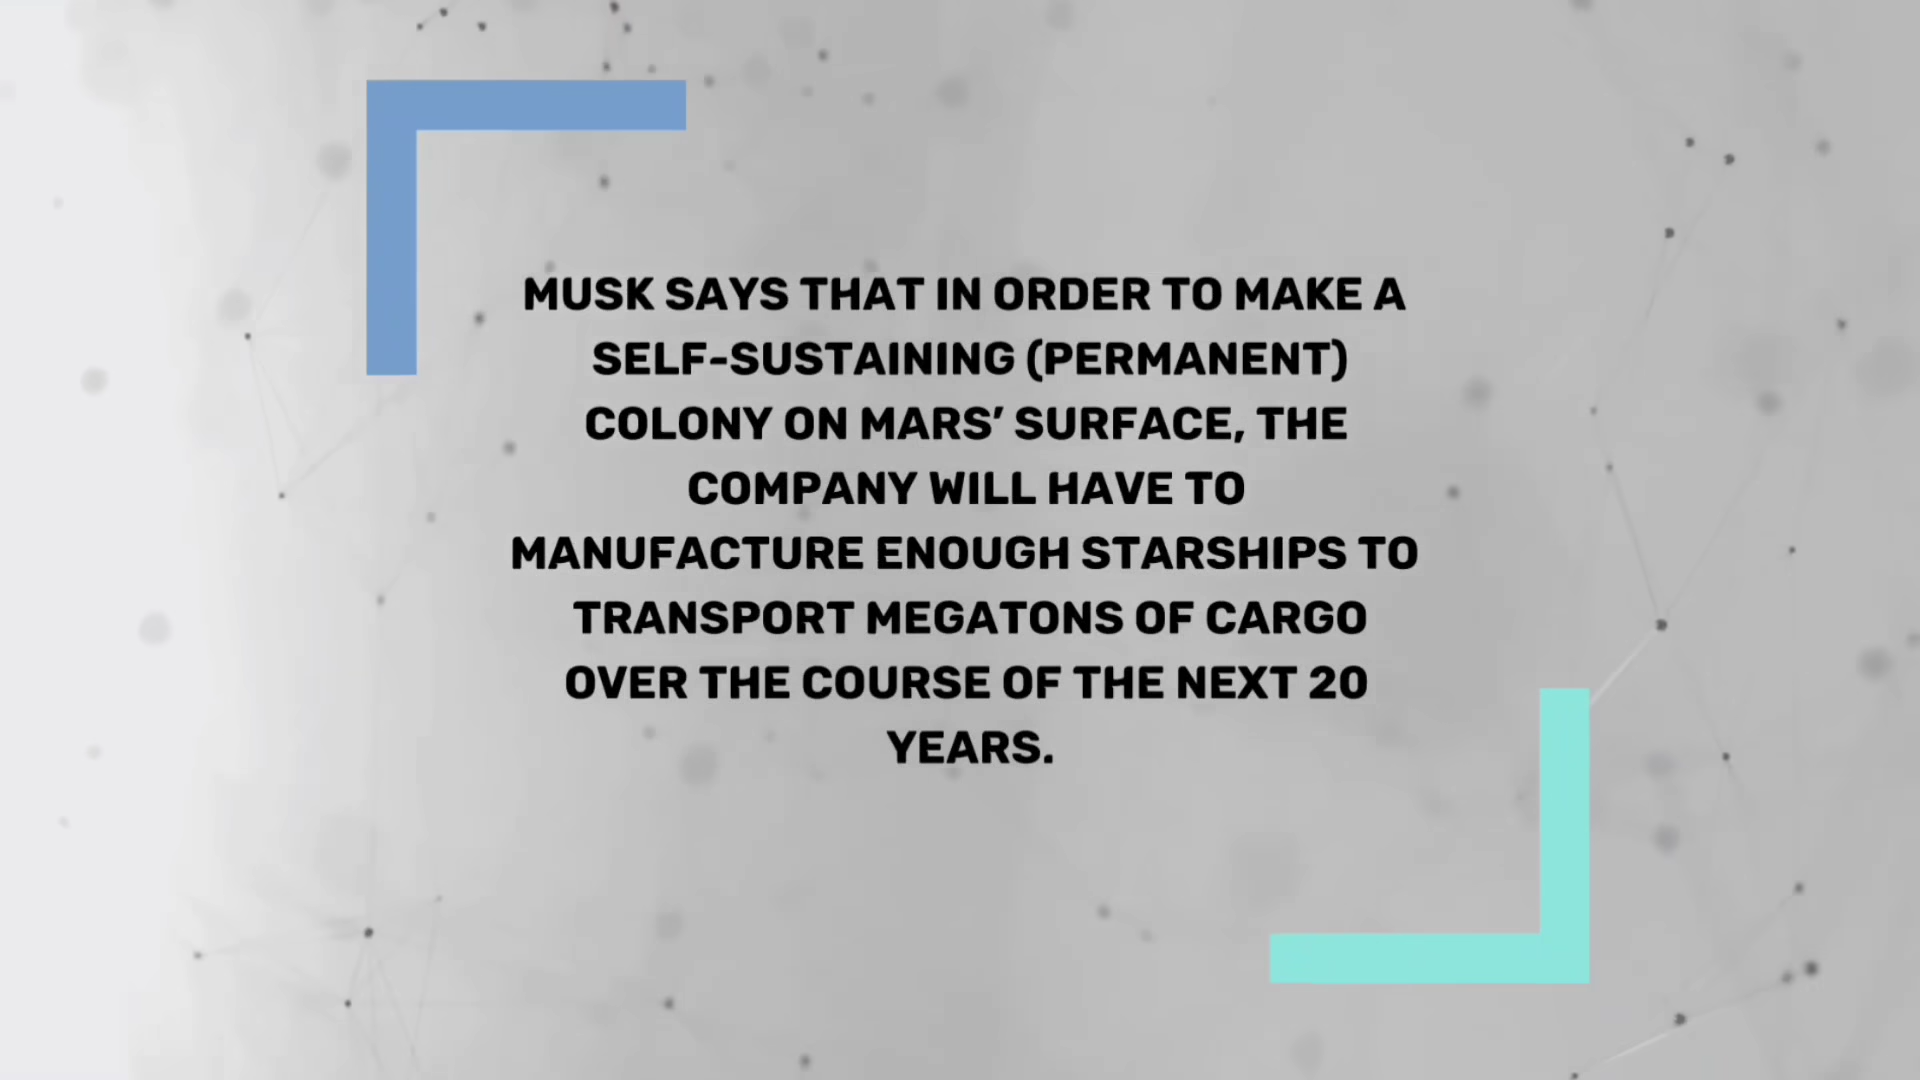 MUSK SAYS THAT IN ORDER TO MAKE A
SELF-SUSTAINING (PERMANENT)
COLONY ON MARS’ SURFACE, THE
COMPANY WILL HAVE TO
MANUFACTURE ENOUGH STARSHIPS TO
TRANSPORT MEGATONS OF CARGO
OVER THE COURSE OF THE NEXT 20
YEARS.